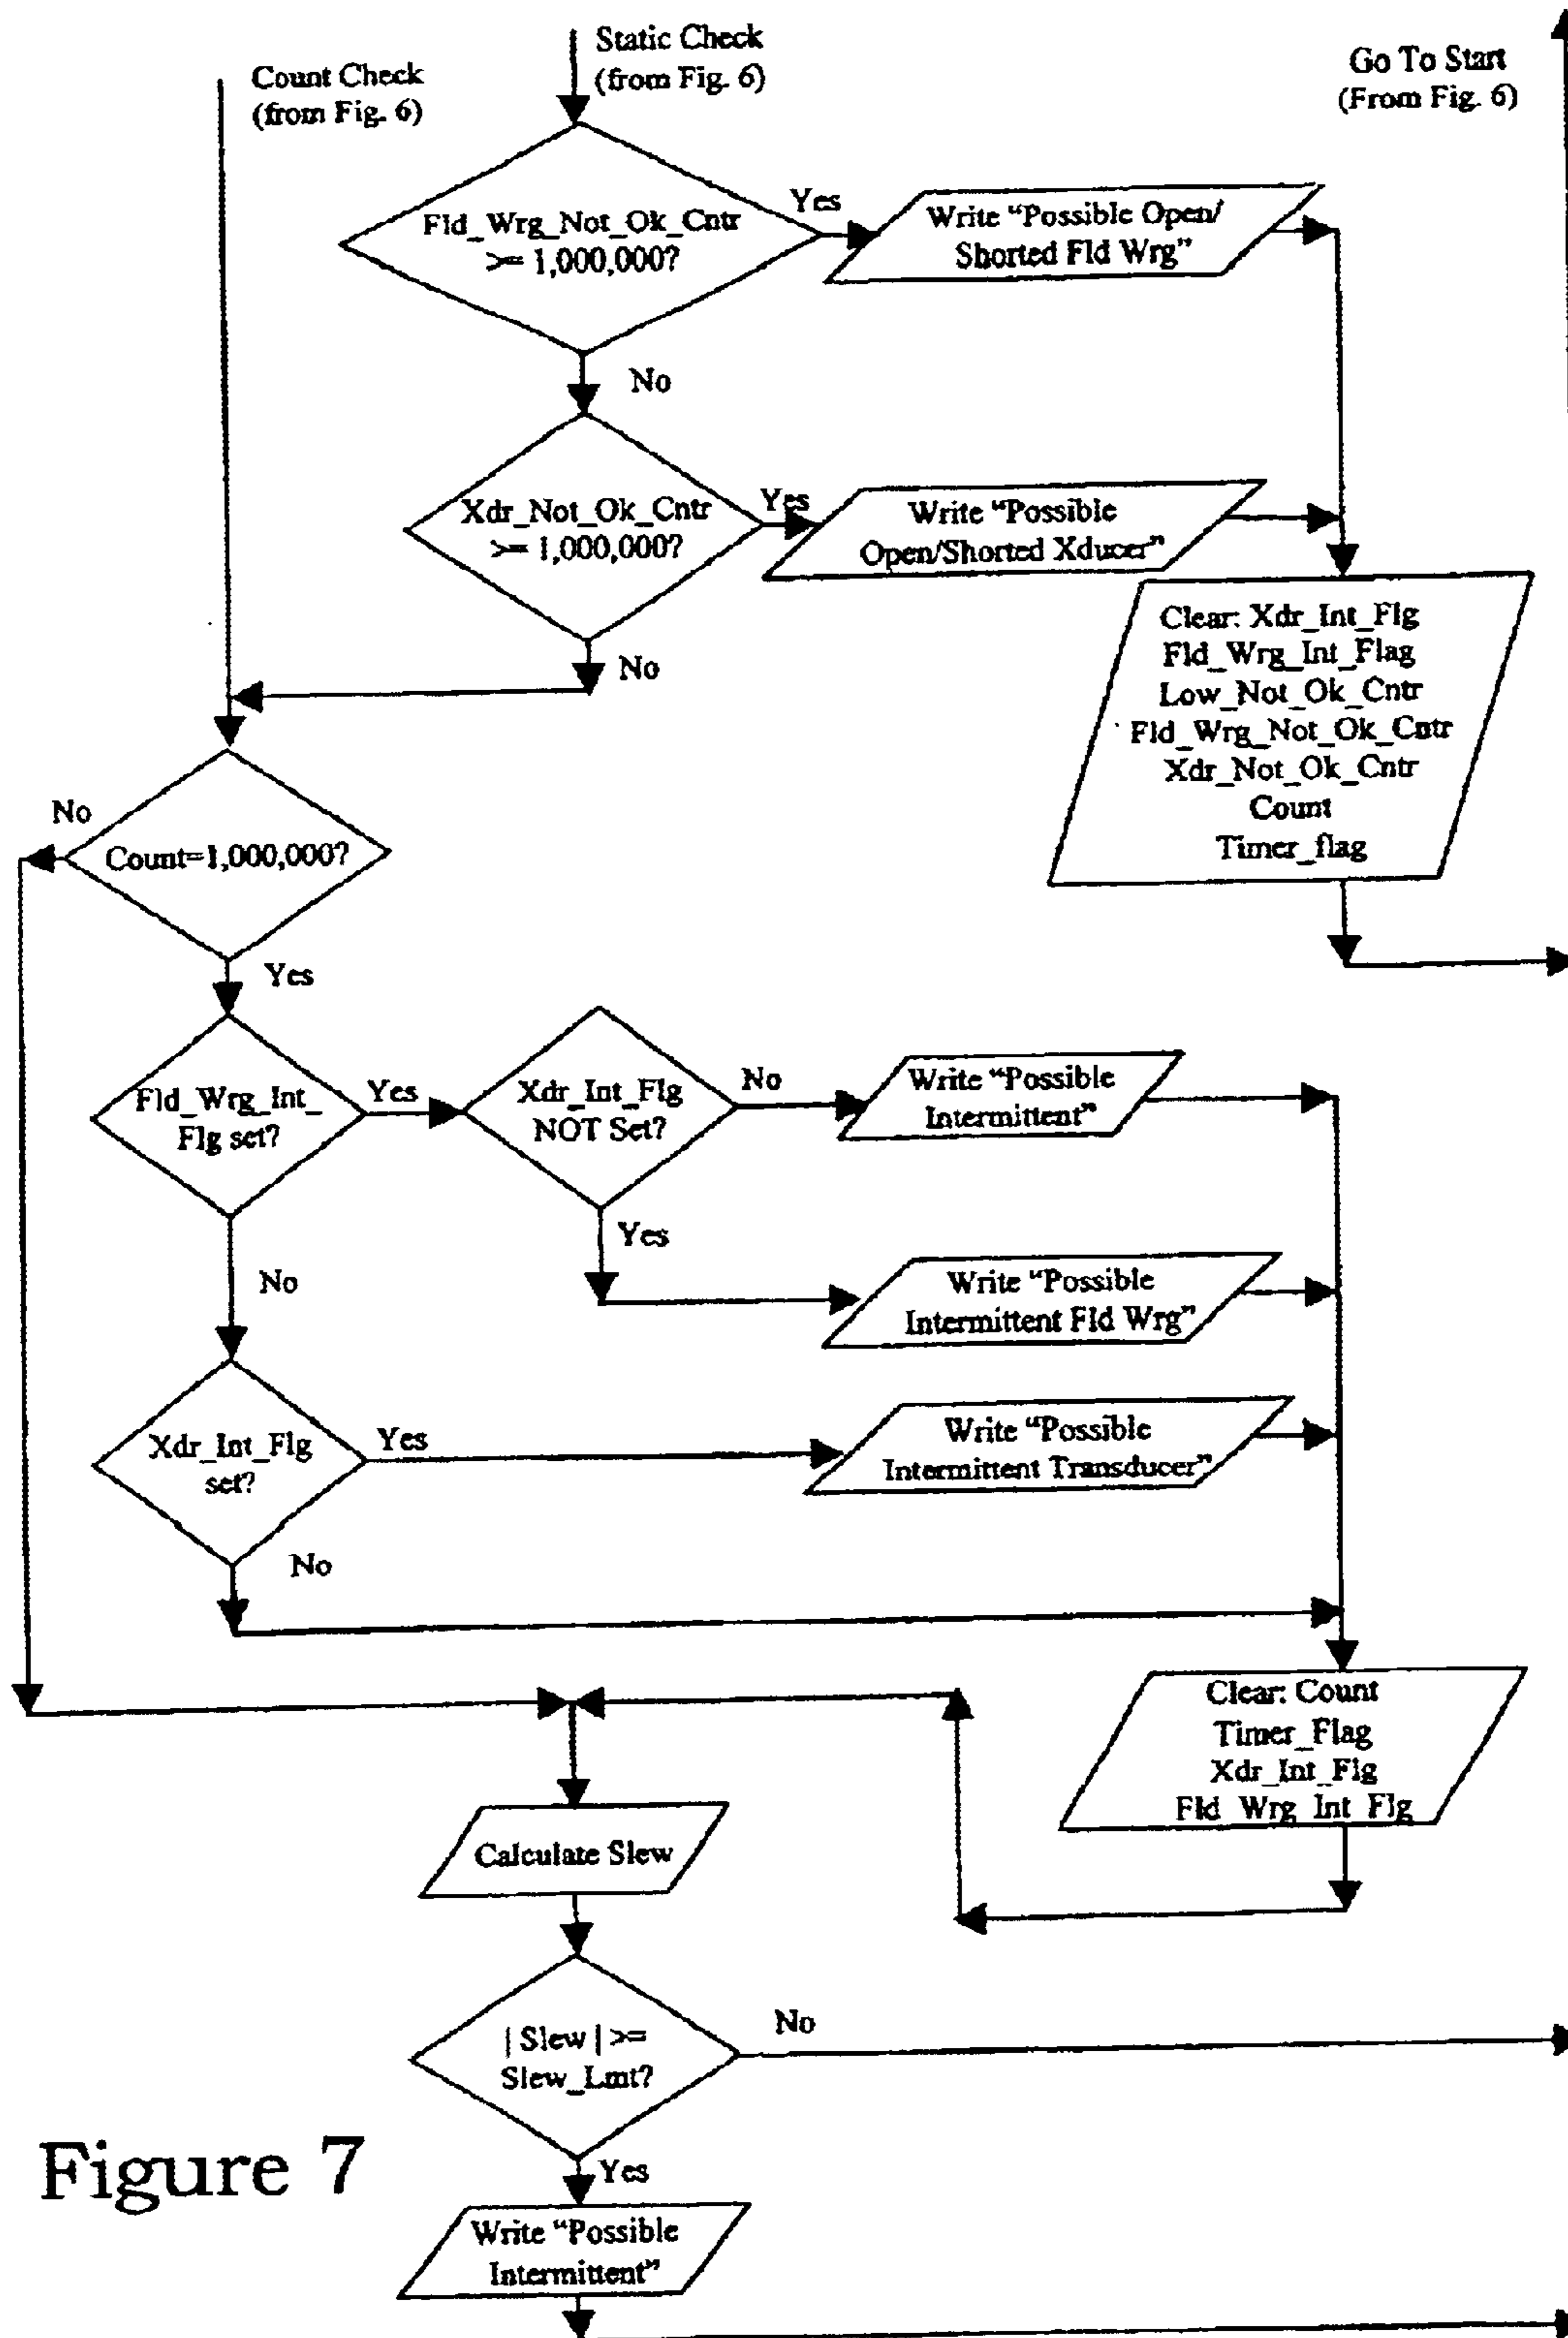 Static Check
(from Fig. 6)
Count Check
(from Fig. 6)
Go To Start
(From Fig. 6)
Fld_Wrg_Not_Ok_Cntr
>= 1,000,000?
Yes
Write “Possible Open/
Shorted Fld Wrg”
No
Xdr_Not_Ok_Cntr
>= 1,000,000?
Yes
Write “Possible
Open/Shorted Xducer”
No
Clear: Xdr_Int_Flg
Fld_Wrg_Int_Flag
Low_Not_Ok_Cntr
Fld_Wrg_Not_Ok_Cntr
Xdr_Not_Ok_Cntr
Count
Timer_flag
No
Count=1,000,000?
Yes
Fld_Wrg_Int_
Flg set?
Yes
Xdr_Int_Flg
NOT Set?
No
Write “Possible
Intermittent”
Yes
Write “Possible
Intermittent Fld Wrg”
No
Xdr_Int_Flg
set?
Yes
Write “Possible
Intermittent Transducer”
No
Clear: Count
Timer_Flag
Xdr_Int_Flg
Fld_Wrg_Int_Flg
Calculate Slew
| Slew | >=
Slew_Lmt?
No
Yes
Write “Possible
Intermittent”
Figure 7